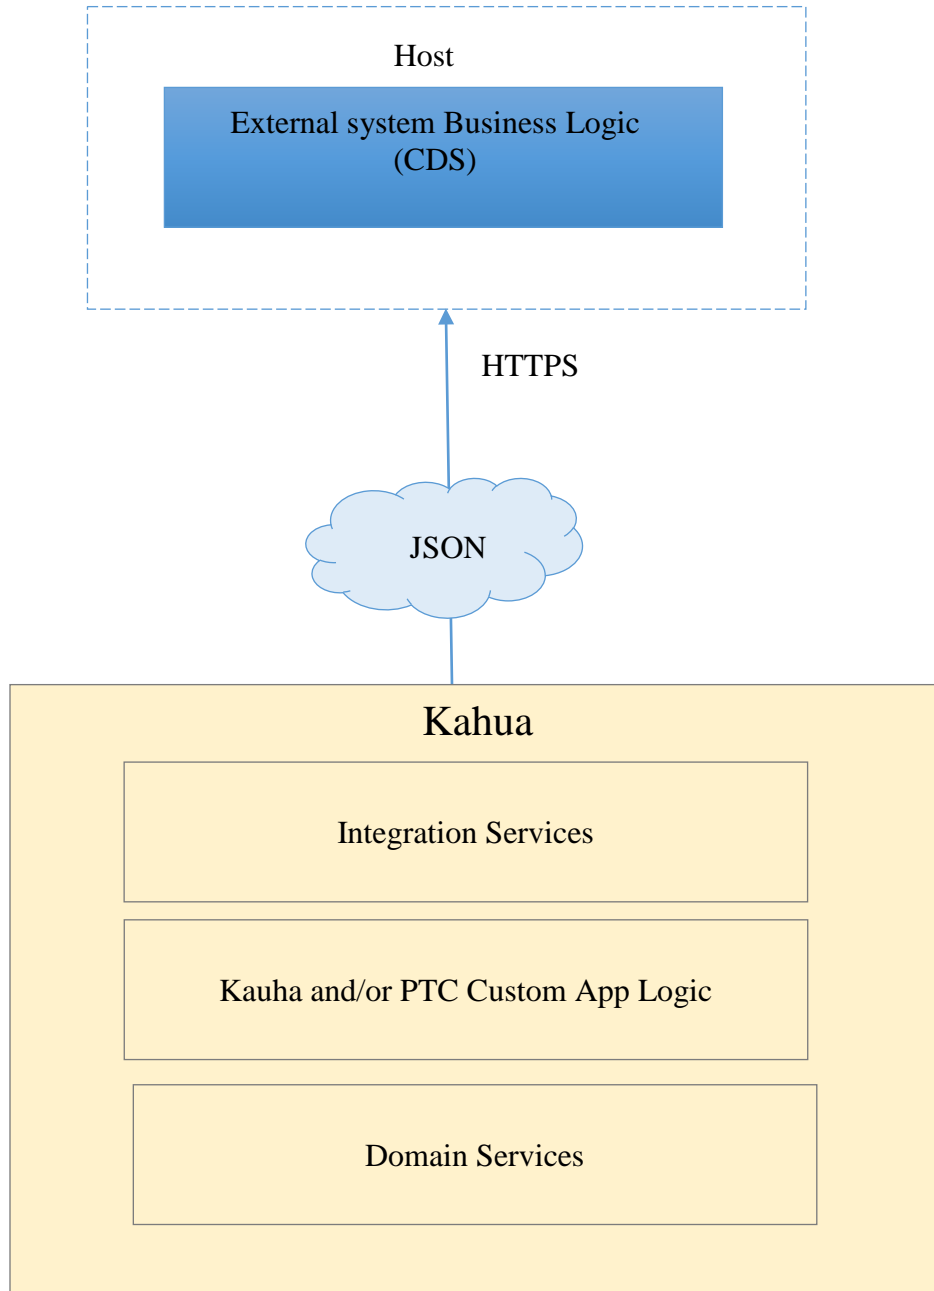 Host
External system Business Logic
(CDS)
HTTPS
JSON
Kahua
Integration Services
Kauha and/or PTC Custom App Logic
Domain Services